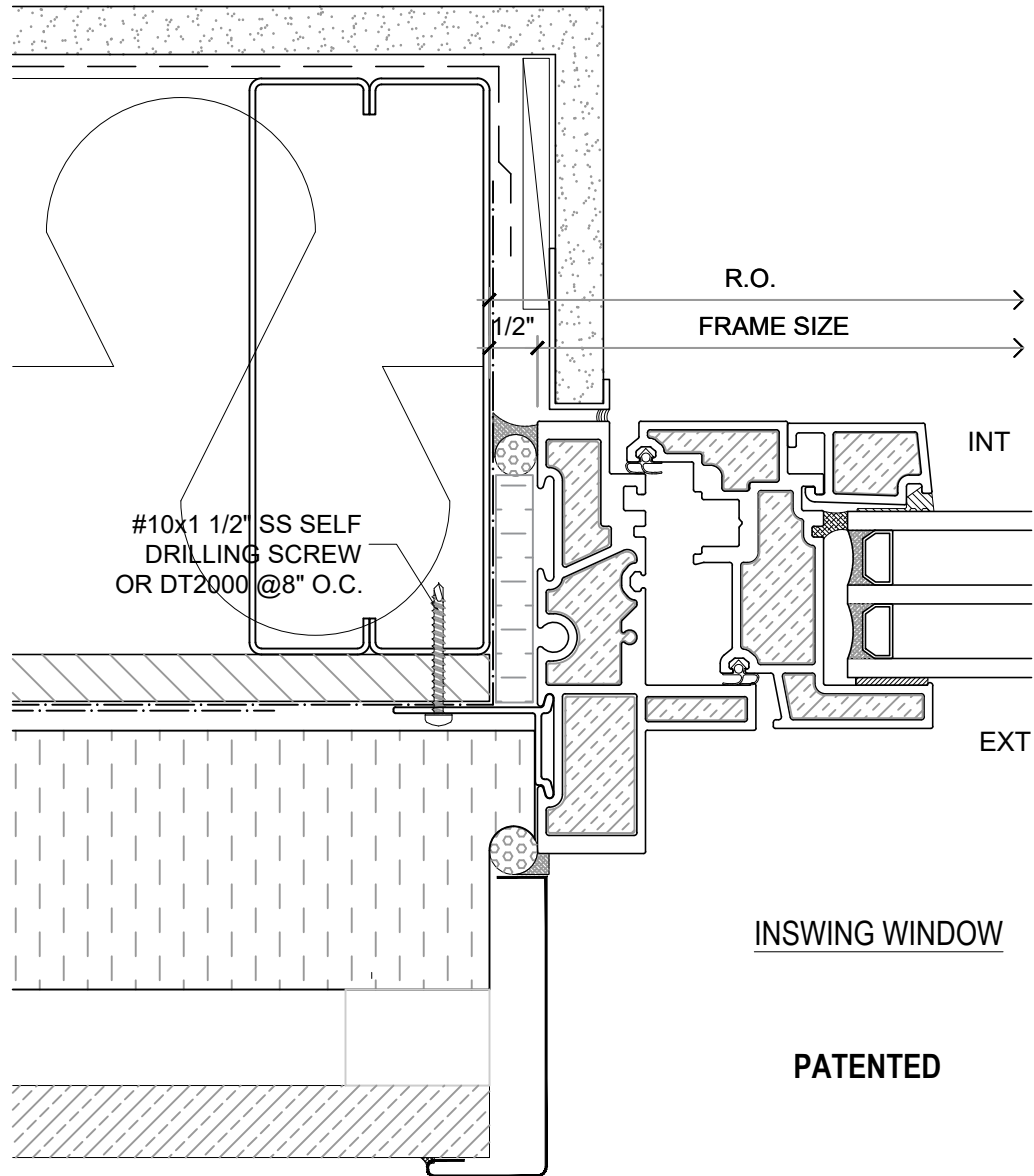 R.O.
1/2"
FRAME SIZE
INT
#10x1 1/2" SS SELF
DRILLING SCREW
OR DT2000 @8" O.C.
EXT
INSWING WINDOW
PATENTED